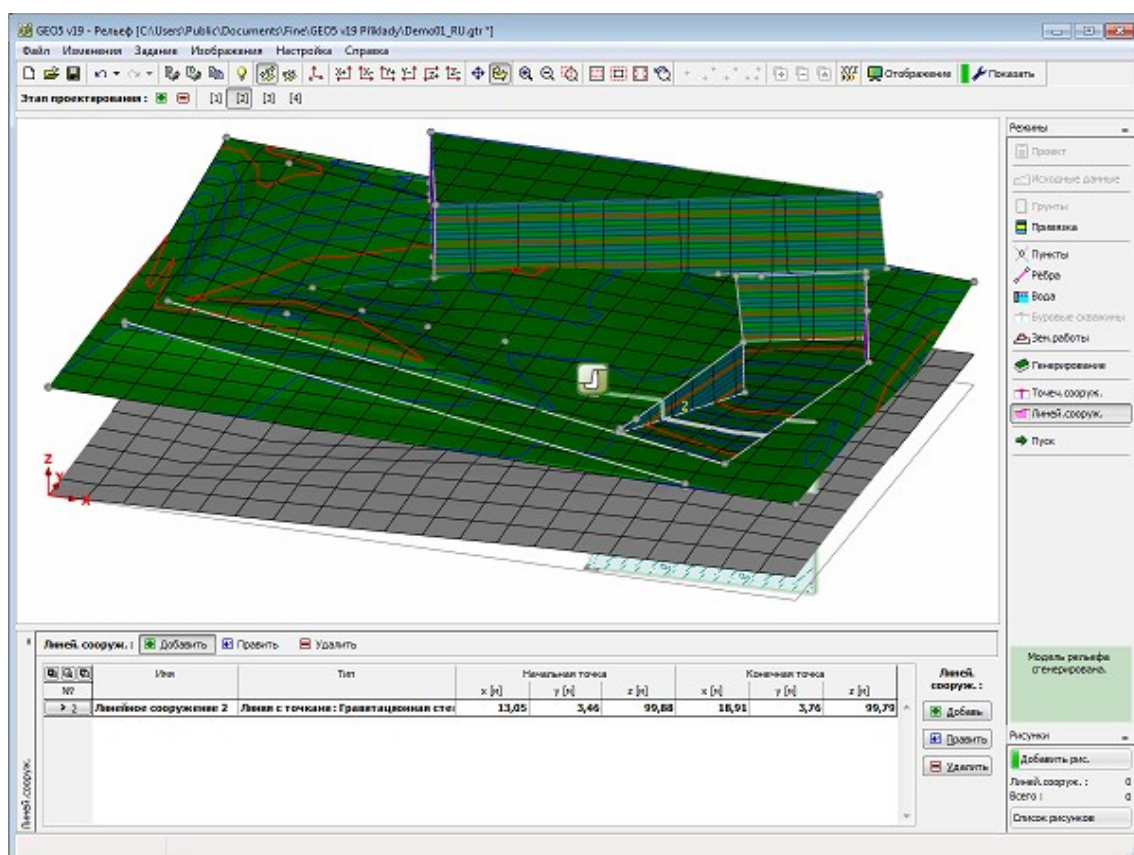 GEO5 v19 - Рельеф [C:\Users\Public\Documents\Fine\GEO5 v19 Příklady\Demo01_RU.gtr *]
Файл Изменения Задание Изображения Настройка Справка
Отображение Показать
Этап проектирования : [1] [2] [3] [4]
Режимы
Проект
Исходные данные
Грунты
Привязка
Пункты
Рёбра
Вода
Буровые скважины
Зем.работы
Генерирование
Точеч.сооруж.
Линей.сооруж.
Пуск
Z
Y
X
2
Линей. сооруж. : Добавить Править Удалить
№ Имя Тип Начальная точка Конечная точка
x [м] y [м] z [м] x [м] y [м] z [м]
> 2 Линейное сооружение 2 Линия с точками: Гравитационная сте 13,05 3,46 99,88 18,91 3,76 99,79
Линей. сооруж. :
Добавь
Править
Удалить
Линей.сооруж.
Модель рельефа сгенерирована.
Рисунки
Добавить рис.
Линей.сооруж. : 0
Всего : 0
Список рисунков